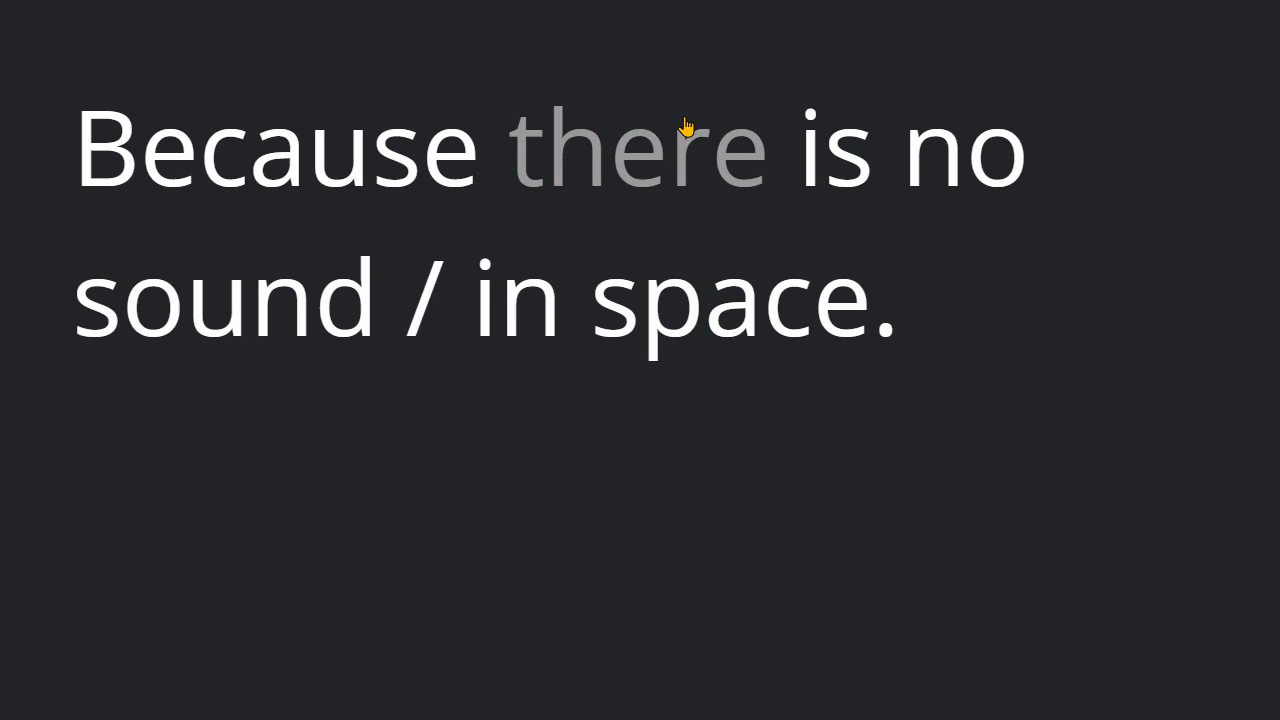 Because there is no
sound / in space.